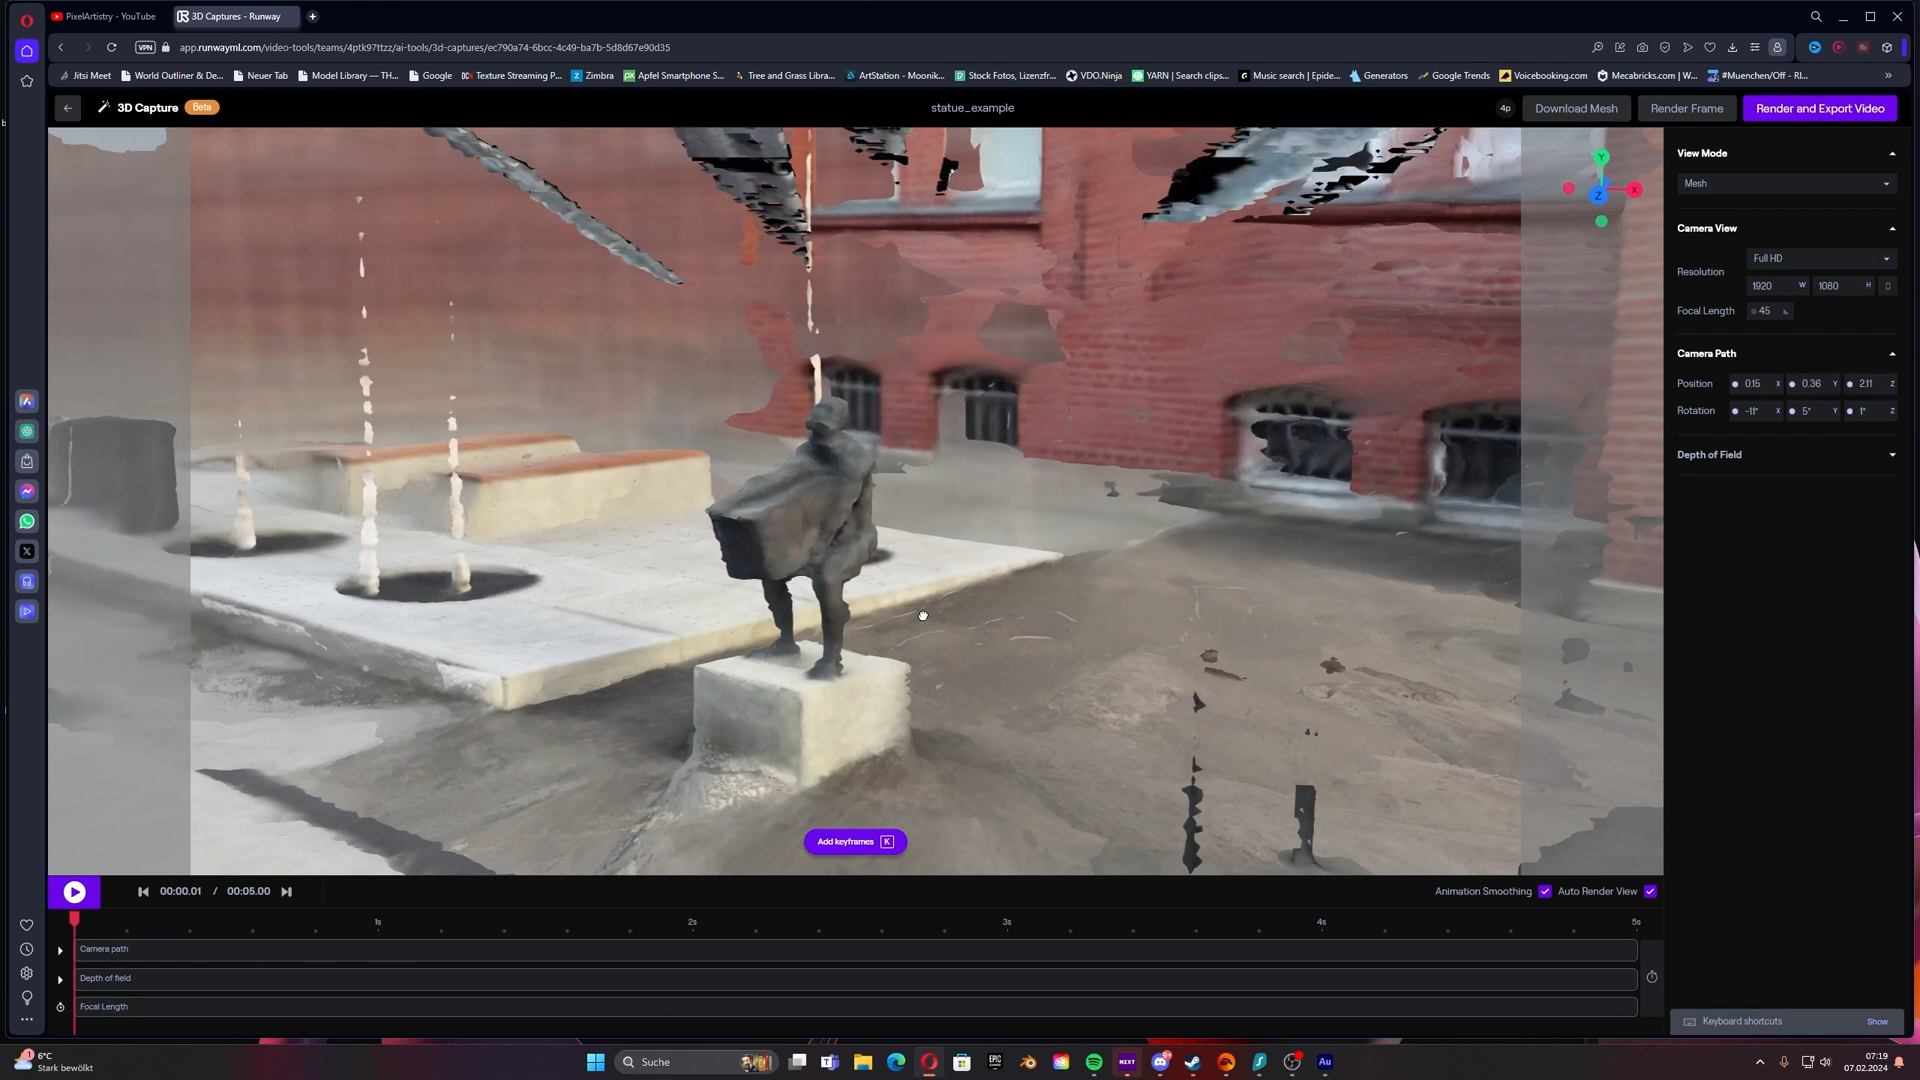 PixelArtistry - YouTube
3D Captures - Runway
VPN
app.runwayml.com/video-tools/teams/4ptk97ttzz/ai-tools/3d-captures/ec790a74-6bcc-4c49-ba7b-5d8d67e90d35
Jitsi Meet
World Outliner & De...
Neuer Tab
Model Library — TH...
Google
Texture Streaming P...
Zimbra
Apfel Smartphone S...
Tree and Grass Libra...
ArtStation - Moonik...
Stock Fotos, Lizenzfr...
VDO.Ninja
YARN | Search clips...
Music search | Epide...
Generators
Google Trends
Voicebooking.com
Mecabricks.com | W...
#Muenchen/Off - RI...
3D Capture
Beta
statue_example
4p
Download Mesh
Render Frame
Render and Export Video
View Mode
Mesh
Y
X
Z
Camera View
Full HD
Resolution
1920 W
1080 H
Focal Length
45
Camera Path
Position
0.15 X
0.36 Y
2.11 Z
Rotation
-11° X
5° Y
1° Z
Depth of Field
Add keyframes K
00:00.01 / 00:05.00
Animation Smoothing
Auto Render View
1s
2s
3s
4s
5s
Camera path
Depth of field
Focal Length
Keyboard shortcuts
Show
1
6°C
Stark bewölkt
Suche
EPIC
NEXT
Au
07:19
07.02.2024